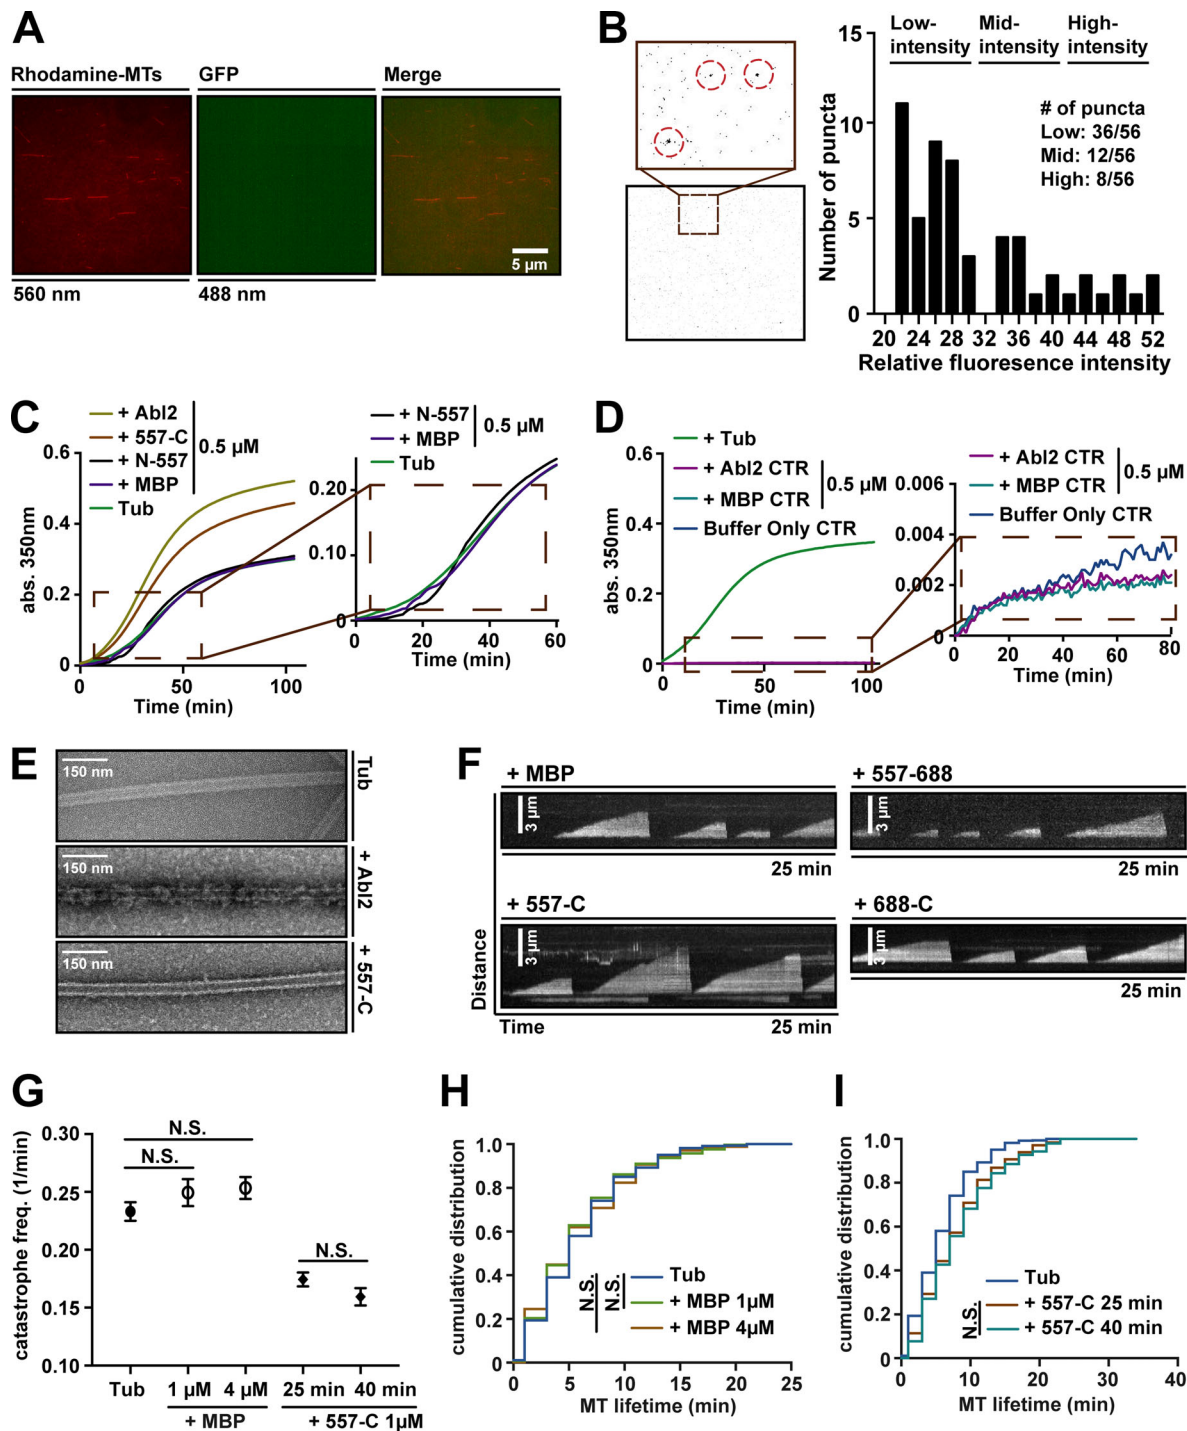 A
Rhodamine-MTs GFP Merge
5 µm
560 nm 488 nm
B
Low-intensity Mid-intensity High-intensity
# of puncta
Low: 36/56
Mid: 12/56
High: 8/56
Number of puncta
15
10
5
0
20 24 28 32 36 40 44 48 52
Relative fluoresence intensity
C
+ Abl2
+ 557-C
+ N-557
+ MBP
Tub
0.5 µM
abs. 350nm
0.6
0.4
0.2
0
0 50 100
Time (min)
+ N-557
+ MBP
Tub
0.5 µM
0.20
0.10
0
0 20 40 60
Time (min)
D
+ Tub
+ Abl2 CTR
+ MBP CTR
Buffer Only CTR
0.5 µM
abs. 350nm
0.6
0.4
0.2
0
0 50 100
Time (min)
+ Abl2 CTR
+ MBP CTR
Buffer Only CTR
0.5 µM
0.006
0.004
0.002
0
0 20 40 60 80
Time (min)
E
150 nm
Tub
150 nm
+ Abl2
150 nm
+ 557-C
F
+ MBP
3 µm
25 min
+ 557-688
3 µm
25 min
+ 557-C
3 µm
Distance
Time 25 min
+ 688-C
3 µm
25 min
G
catastrophe freq. (1/min)
0.30
0.25
0.20
0.15
0.10
N.S.
N.S.
N.S.
Tub 1 µM 4 µM 25 min 40 min
+ MBP + 557-C 1µM
H
cumulative distribution
1.0
0.8
0.6
0.4
0.2
0
N.S. N.S.
Tub
+ MBP 1µM
+ MBP 4µM
0 5 10 15 20 25
MT lifetime (min)
I
cumulative distribution
1.0
0.8
0.6
0.4
0.2
0
N.S.
Tub
+ 557-C 25 min
+ 557-C 40 min
0 10 20 30 40
MT lifetime (min)